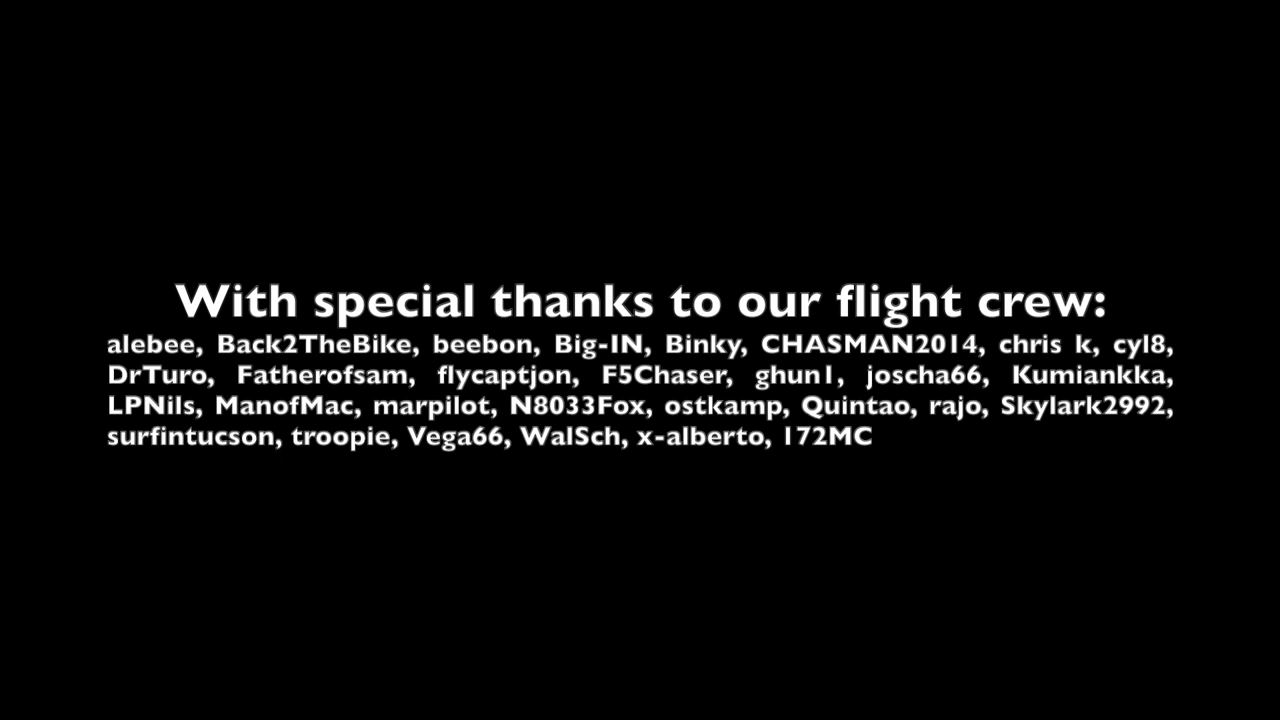 With special thanks to our flight crew:
alebee, Back2TheBike, beebon, Big-IN, Binky, CHASMAN2014, chris k, cyl8,
DrTuro, Fatherofsam, flycaptjon, F5Chaser, ghun1, joscha66, Kumiankka,
LPNils, ManofMac, marpilot, N8033Fox, ostkamp, Quintao, rajo, Skylark2992,
surfintucson, troopie, Vega66, WalSch, x-alberto, 172MC